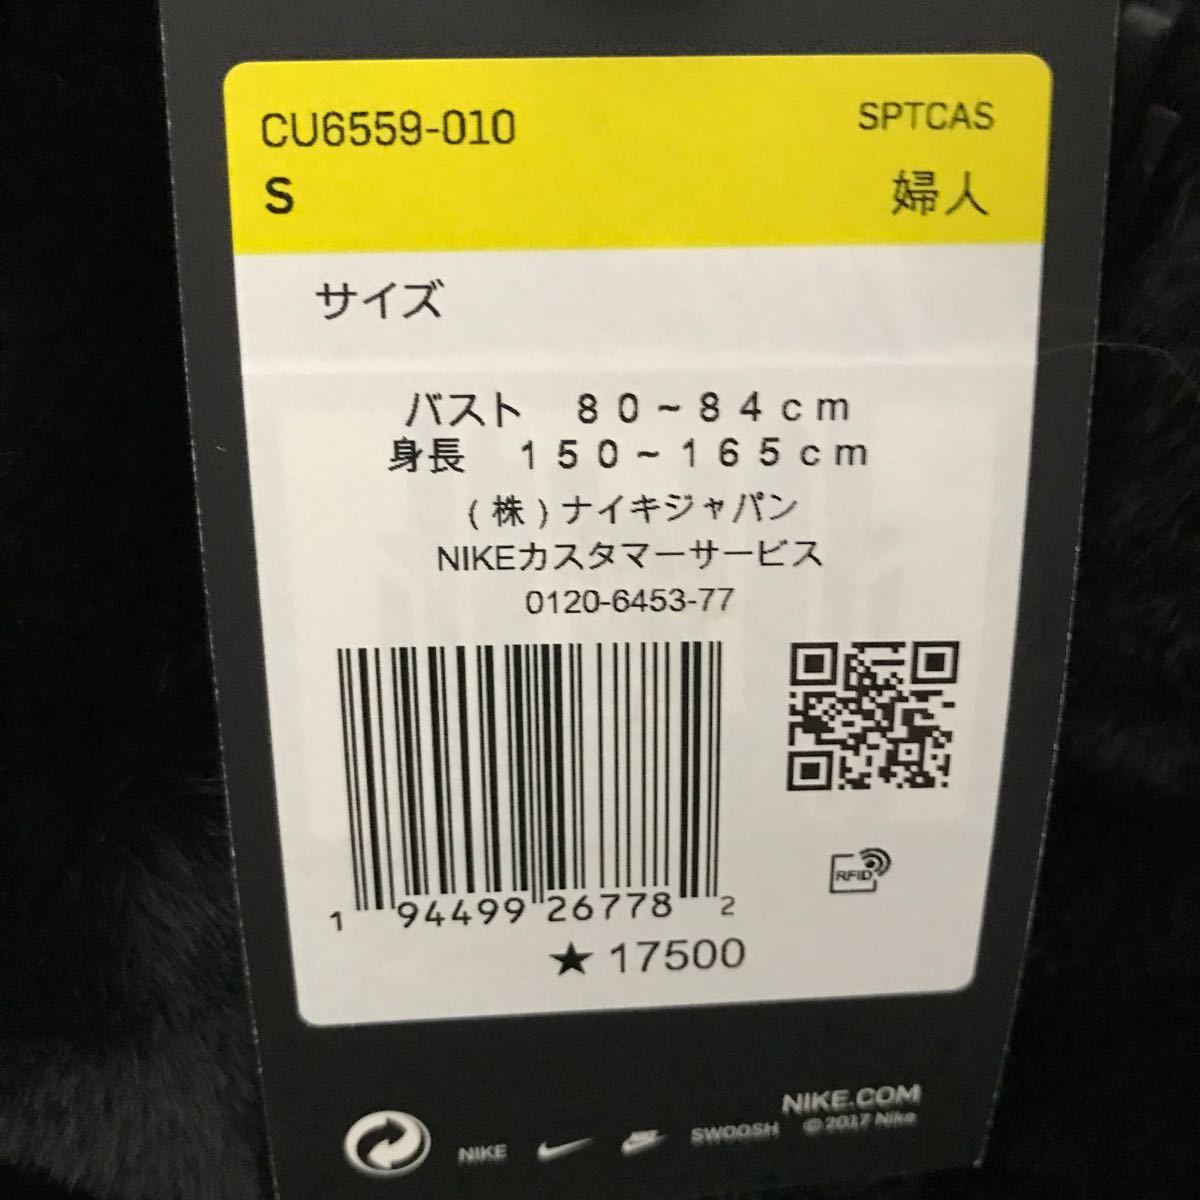 CU6559-010 SPTCAS
S 婦人
サイズ
バスト 80~84cm
身長 150~165cm
(株)ナイキジャパン
NIKEカスタマーサービス
0120-6453-77
1 94499 26778 2
RFID
★17500
NIKE.COM
NIKE SWOOSH © 2017 Nike